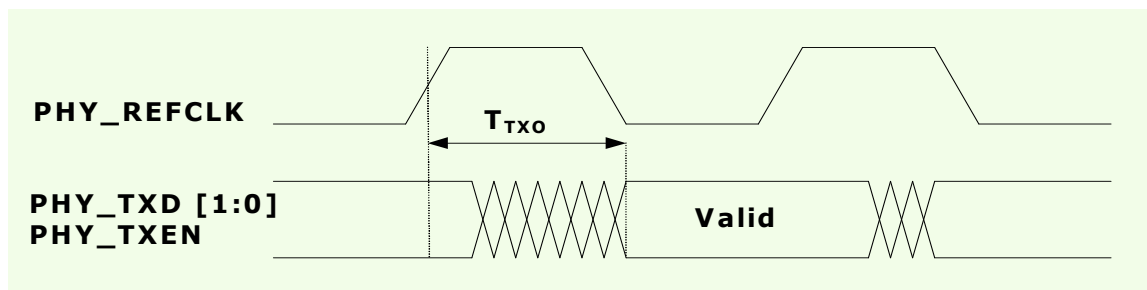 PHY_REFCLK
TTXO
PHY_TXD [1:0]
PHY_TXEN
Valid